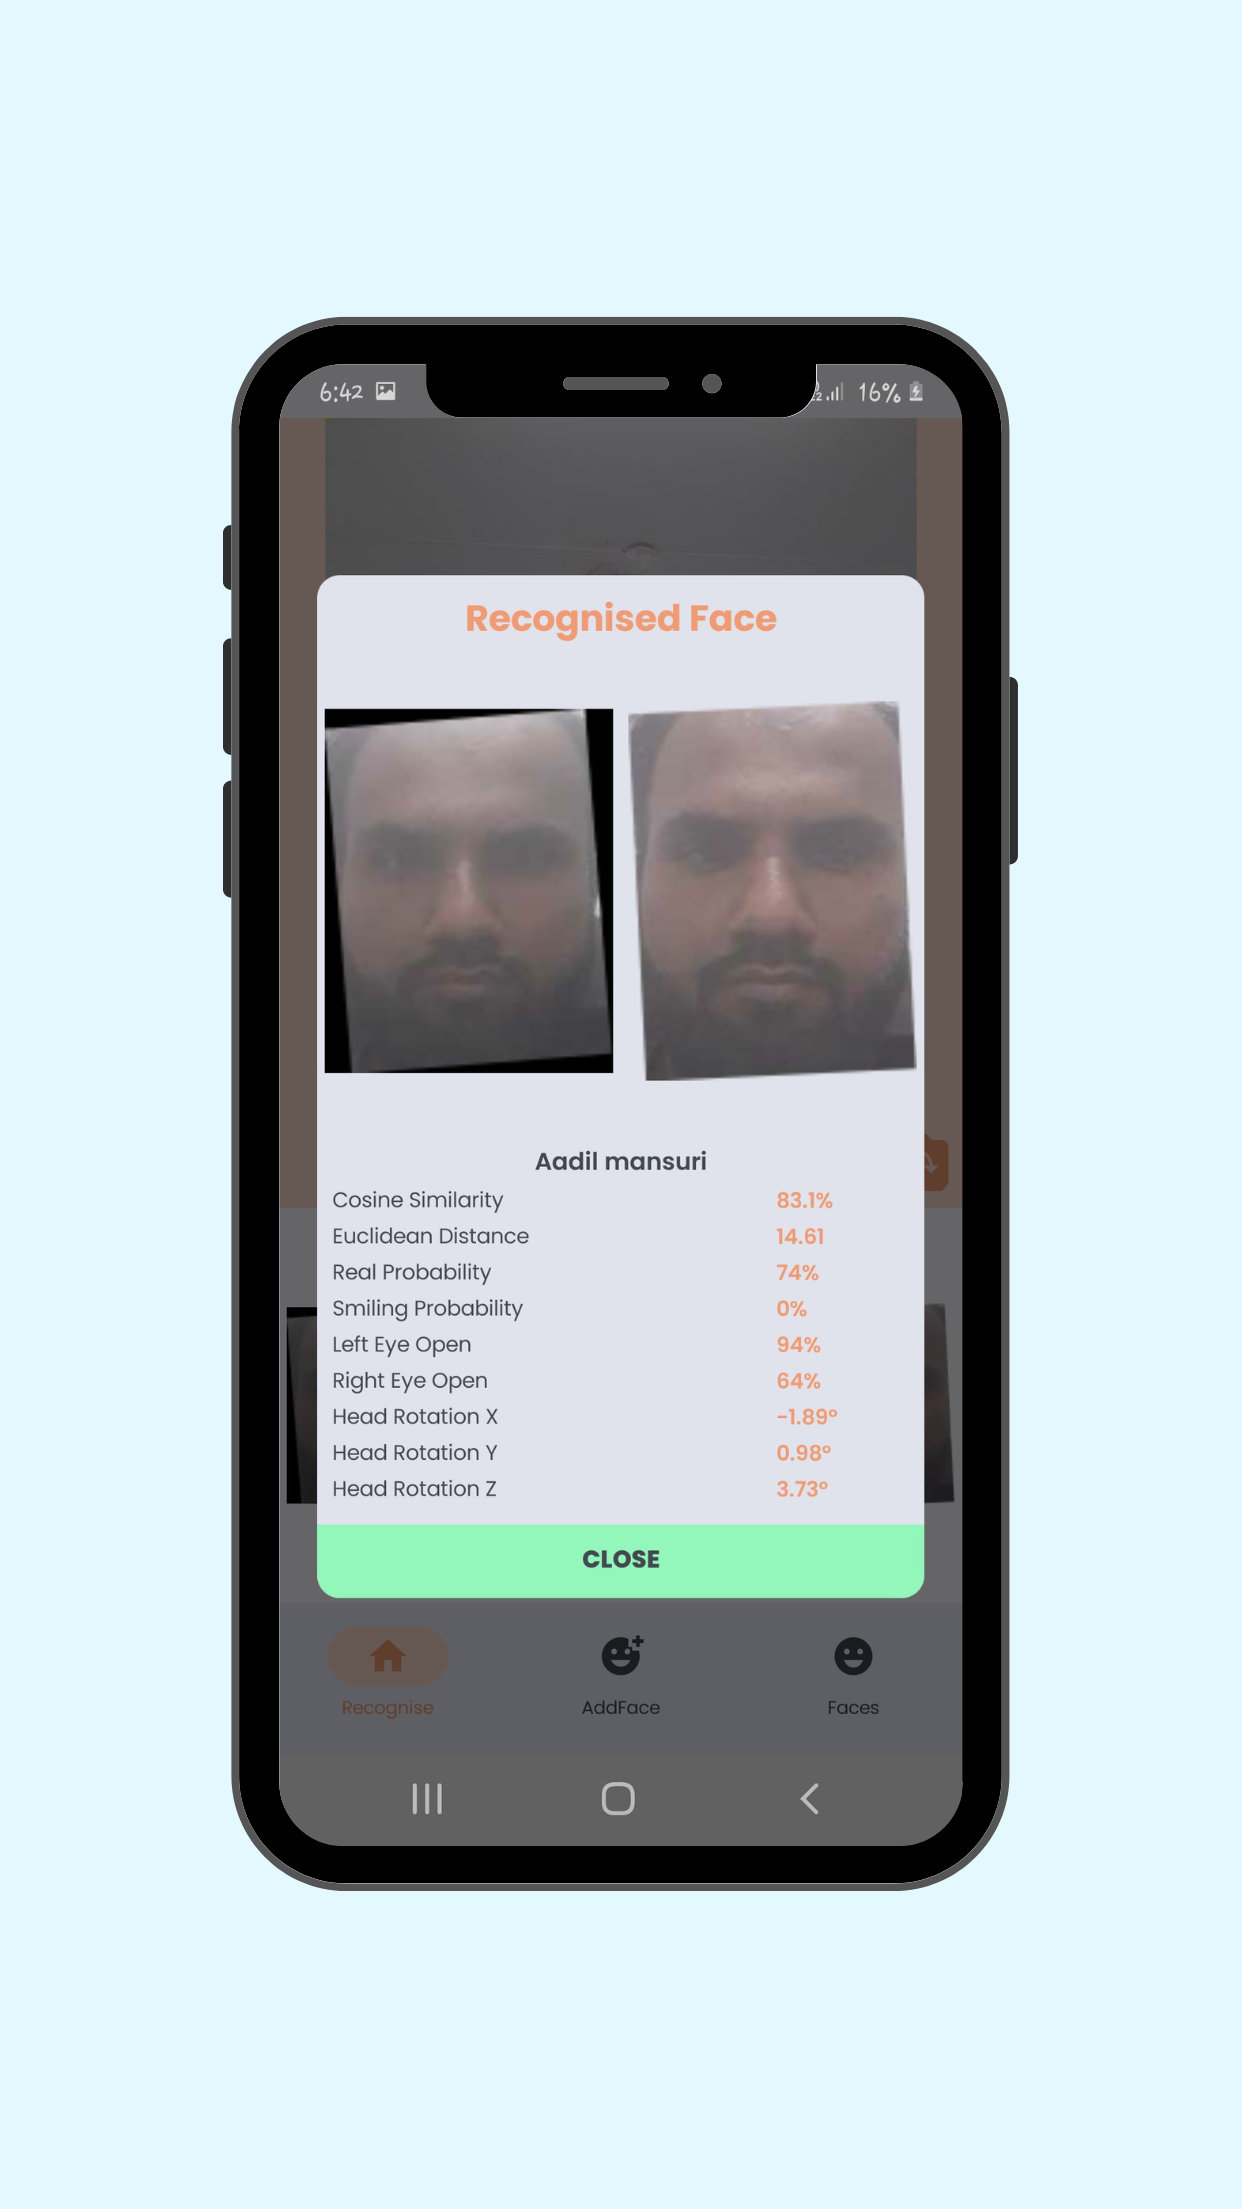 6:42
16%
Recognised Face
Aadil mansuri
Cosine Similarity 83.1%
Euclidean Distance 14.61
Real Probability 74%
Smiling Probability 0%
Left Eye Open 94%
Right Eye Open 64%
Head Rotation X -1.89°
Head Rotation Y 0.98°
Head Rotation Z 3.73°
CLOSE
Recognise AddFace Faces